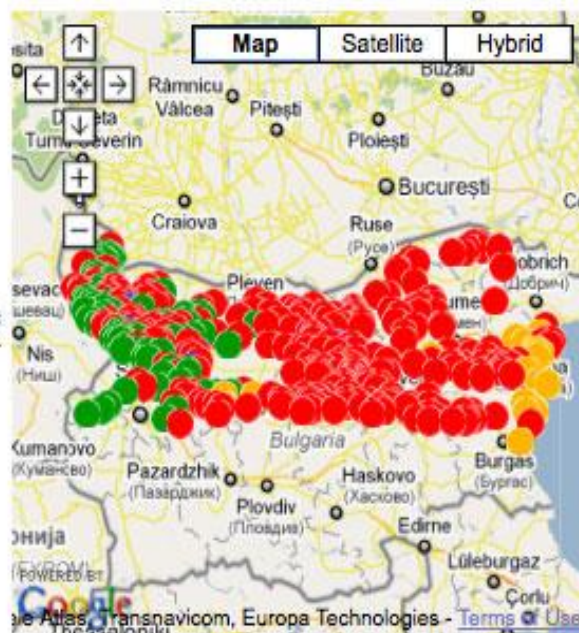 Map Satellite Hybrid
Râmnicu
Vâlcea
Pitești
Buzău
Ploiești
București
Craiova
Ruse
(Русе)
Pleven
(Добрич)
Nis
(Ниш)
Bulgaria
Kumanovo
(Куманово)
Burgas
(Бургас)
Pazardzhik
(Пазарджик)
Haskovo
(Хасково)
Plovdiv
(Пловдив)
Edirne
Lüleburgaz
Çorlu
POWERED BY
Google
Atlas, Transnavicom, Europa Technologies - Terms of Use